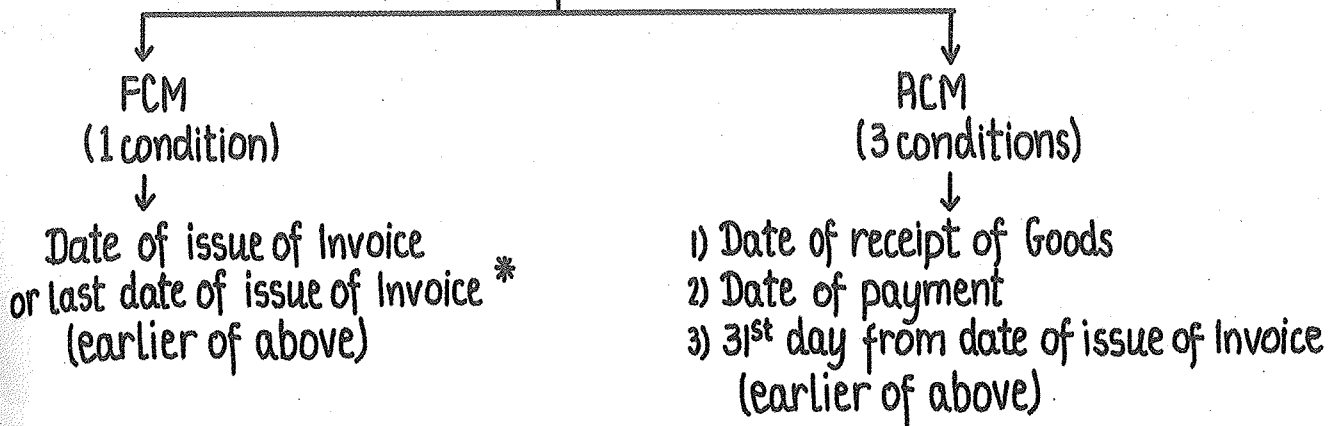 FCM
(1 condition)
Date of issue of Invoice
or last date of issue of Invoice *
(earlier of above)
RCM
(3 conditions)
1) Date of receipt of Goods
2) Date of payment
3) 31st day from date of issue of Invoice
(earlier of above)